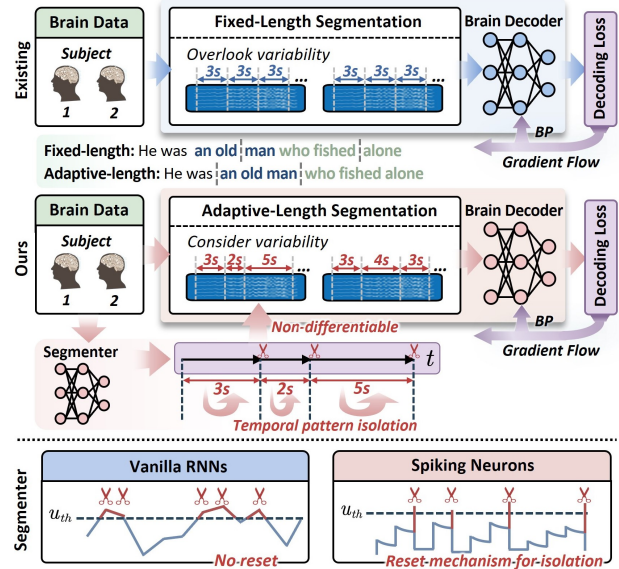 Existing
Brain Data
Subject
1 2
Fixed-Length Segmentation
Overlook variability
3s 3s 3s ...
3s 3s 3s ...
Brain Decoder
Decoding Loss
BP
Gradient Flow
Fixed-length: He was an old man who fished alone
Adaptive-length: He was an old man who fished alone
Ours
Brain Data
Subject
1 2
Adaptive-Length Segmentation
Consider variability
3s 2s 5s ...
3s 4s 3s ...
Brain Decoder
Decoding Loss
BP
Gradient Flow
Non-differentiable
Segmenter
t
3s 2s 5s
Temporal pattern isolation
Segmenter
Vanilla RNNs
u_th
No-reset
Spiking Neurons
u_th
Reset-mechanism-for-isolation